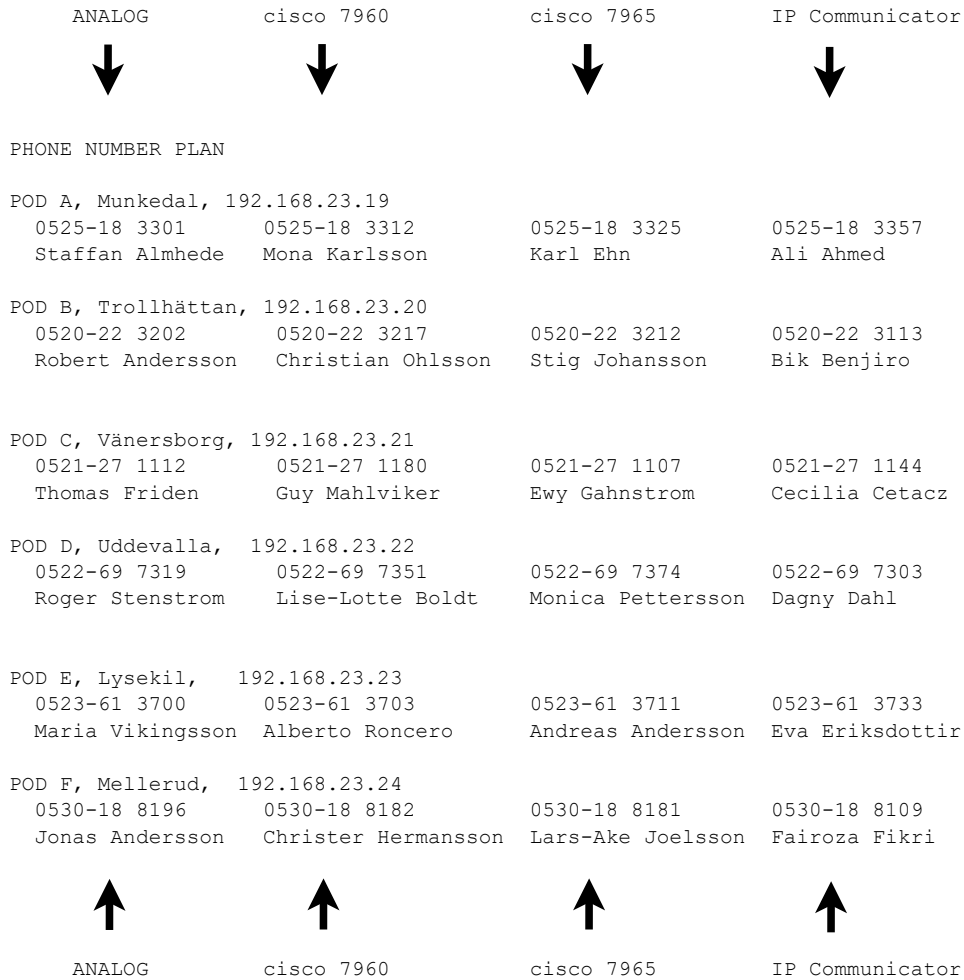 ANALOG cisco 7960 cisco 7965 IP Communicator
PHONE NUMBER PLAN
POD A, Munkedal, 192.168.23.19
0525-18 3301 0525-18 3312 0525-18 3325 0525-18 3357
Staffan Almhede Mona Karlsson Karl Ehn Ali Ahmed
POD B, Trollhättan, 192.168.23.20
0520-22 3202 0520-22 3217 0520-22 3212 0520-22 3113
Robert Andersson Christian Ohlsson Stig Johansson Bik Benjiro
POD C, Vänersborg, 192.168.23.21
0521-27 1112 0521-27 1180 0521-27 1107 0521-27 1144
Thomas Friden Guy Mahlviker Ewy Gahnstrom Cecilia Cetacz
POD D, Uddevalla, 192.168.23.22
0522-69 7319 0522-69 7351 0522-69 7374 0522-69 7303
Roger Stenstrom Lise-Lotte Boldt Monica Pettersson Dagny Dahl
POD E, Lysekil, 192.168.23.23
0523-61 3700 0523-61 3703 0523-61 3711 0523-61 3733
Maria Vikingsson Alberto Roncero Andreas Andersson Eva Eriksdottir
POD F, Mellerud, 192.168.23.24
0530-18 8196 0530-18 8182 0530-18 8181 0530-18 8109
Jonas Andersson Christer Hermansson Lars-Ake Joelsson Fairoza Fikri
ANALOG cisco 7960 cisco 7965 IP Communicator